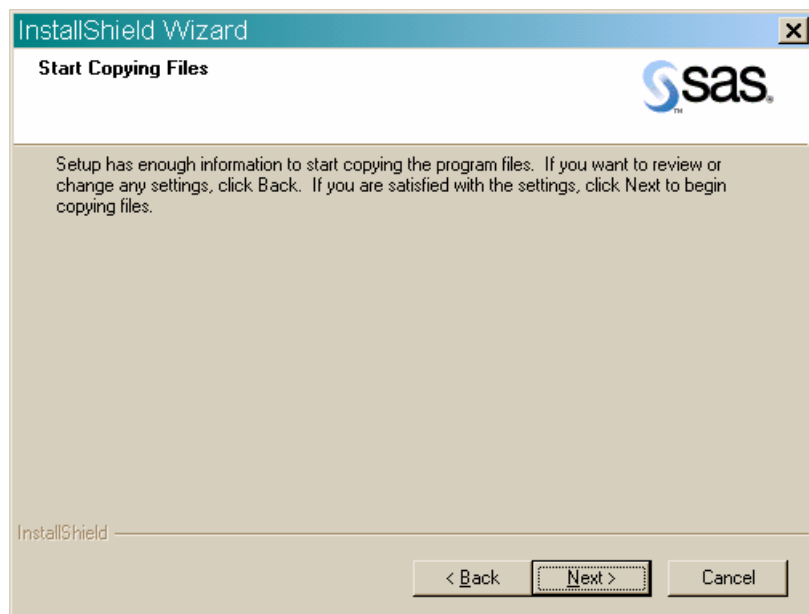 InstallShield Wizard
Start Copying Files
sas.
TM
Setup has enough information to start copying the program files. If you want to review or
change any settings, click Back. If you are satisfied with the settings, click Next to begin
copying files.
InstallShield
< Back
Next >
Cancel